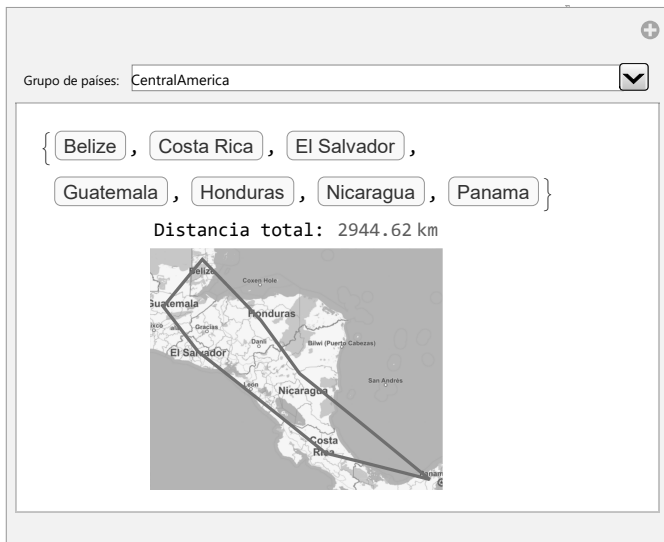 Grupo de países: CentralAmerica
{ Belize , Costa Rica , El Salvador ,
Guatemala , Honduras , Nicaragua , Panama }
Distancia total: 2944.62 km
Belize
Coxen Hole
Guatemala
Honduras
Gracias
Danlí
Bilwi (Puerto Cabezas)
El Salvador
León
San Andrés
Nicaragua
Costa
Rica